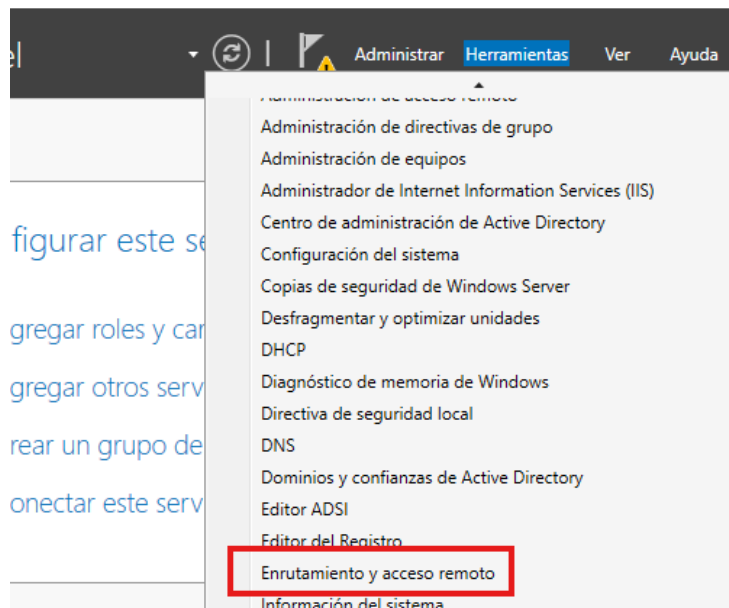 Administrar Herramientas Ver Ayuda
Administración de acceso remoto
Administración de directivas de grupo
Administración de equipos
Administrador de Internet Information Services (IIS)
Centro de administración de Active Directory
Configuración del sistema
Copias de seguridad de Windows Server
Desfragmentar y optimizar unidades
DHCP
Diagnóstico de memoria de Windows
Directiva de seguridad local
DNS
Dominios y confianzas de Active Directory
Editor ADSI
Editor del Registro
Enrutamiento y acceso remoto
Información del sistema
figurar este se
gregar roles y car
gregar otros serv
rear un grupo de
onectar este serv